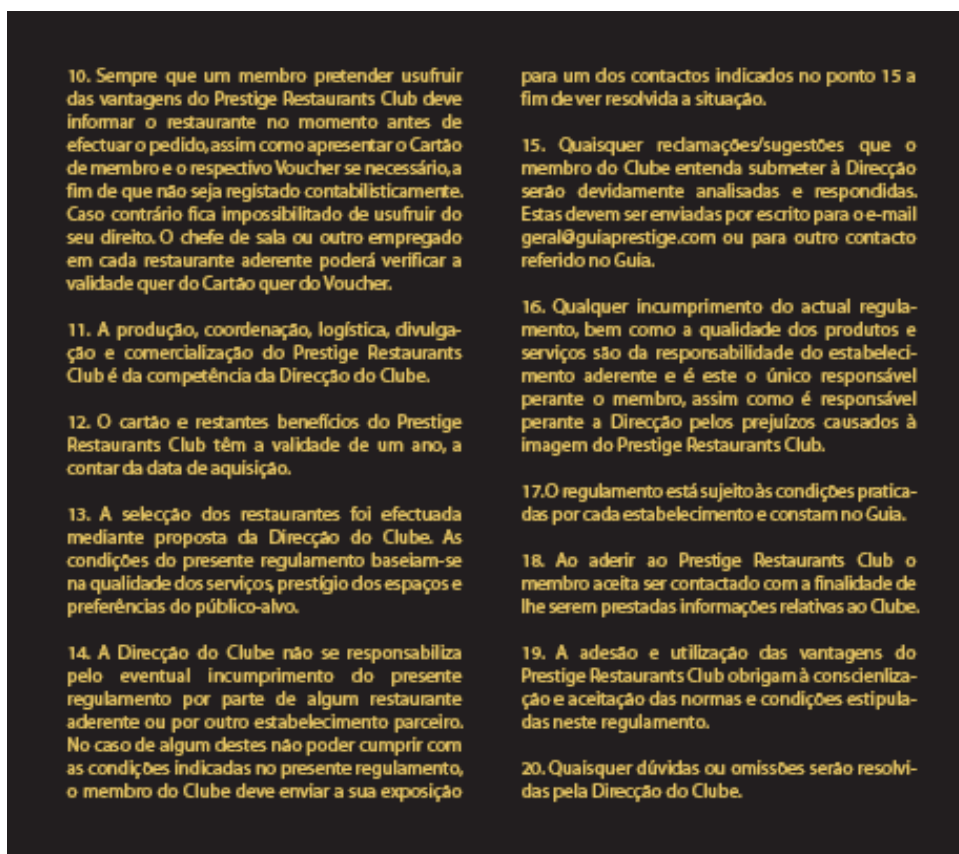 10. Sempre que um membro pretender usufruir
das vantagens do Prestige Restaurants Club deve
informar o restaurante no momento antes de
efectuar o pedido, assim como apresentar o Cartão
de membro e o respectivo Voucher se necessário, a
fim de que não seja registado contabilisticamente.
Caso contrário fica impossibilitado de usufruir do
seu direito. O chefe de sala ou outro empregado
em cada restaurante aderente poderá verificar a
validade quer do Cartão quer do Voucher.
11. A produção, coordenação, logística, divulga-
ção e comercialização do Prestige Restaurants
Club é da competência da Direcção do Clube.
12. O cartão e restantes benefícios do Prestige
Restaurants Club têm a validade de um ano, a
contar da data de aquisição.
13. A selecção dos restaurantes foi efectuada
mediante proposta da Direcção do Clube. As
condições do presente regulamento baseiam-se
na qualidade dos serviços, prestígio dos espaços e
preferências do público-alvo.
14. A Direcção do Clube não se responsabiliza
pelo eventual incumprimento do presente
regulamento por parte de algum restaurante
aderente ou por outro estabelecimento parceiro.
No caso de algum destes não poder cumprir com
as condições indicadas no presente regulamento,
o membro do Clube deve enviar a sua exposição
para um dos contactos indicados no ponto 15 a
fim de ver resolvida a situação.
15. Quaisquer reclamações/sugestões que o
membro do Clube entenda submeter à Direcção
serão devidamente analisadas e respondidas.
Estas devem ser enviadas por escrito para o e-mail
geral@guiaprestige.com ou para outro contacto
referido no Guia.
16. Qualquer incumprimento do actual regula-
mento, bem como a qualidade dos produtos e
serviços são da responsabilidade do estabeleci-
mento aderente e é este o único responsável
perante o membro, assim como é responsável
perante a Direcção pelos prejuízos causados à
imagem do Prestige Restaurants Club.
17.O regulamento está sujeito às condições pratica-
das por cada estabelecimento e constam no Guia.
18. Ao aderir ao Prestige Restaurants Club o
membro aceita ser contactado com a finalidade de
lhe serem prestadas informações relativas ao Clube.
19. A adesão e utilização das vantagens do
Prestige Restaurants Club obrigam à conscienliza-
ção e aceitação das normas e condições estipula-
das neste regulamento.
20. Quaisquer dúvidas ou omissões serão resolvi-
das pela Direcção do Clube.